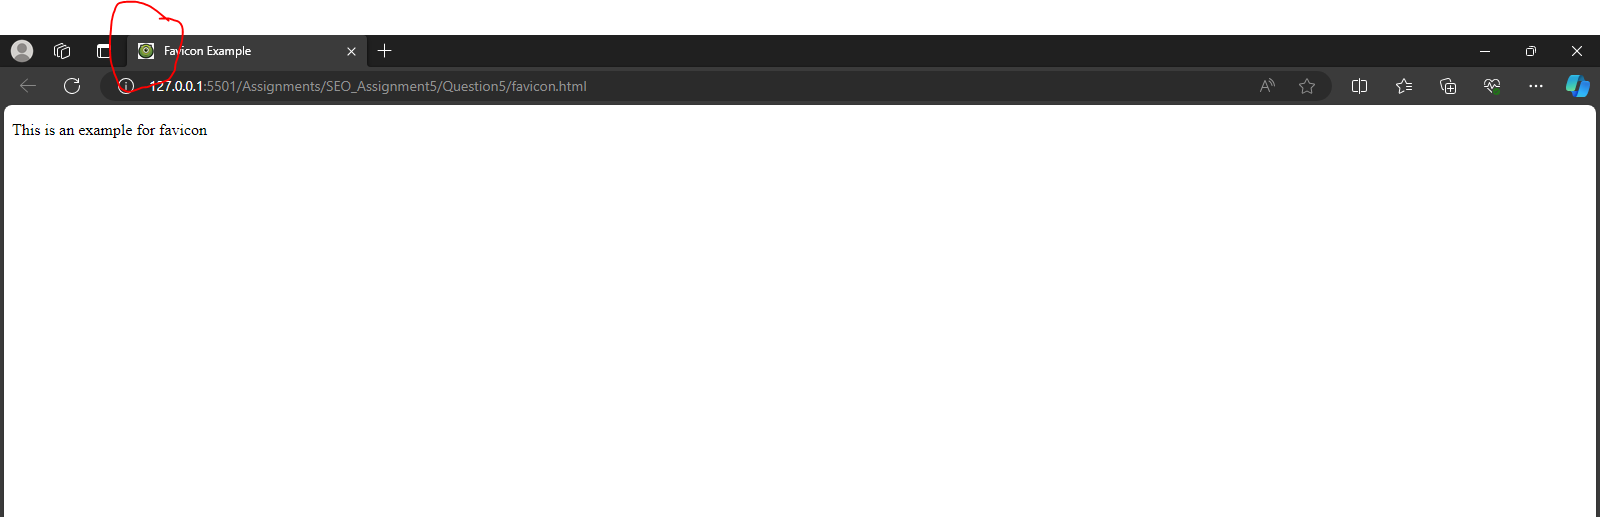 Favicon Example
127.0.0.1:5501/Assignments/SEO_Assignment5/Question5/favicon.html
This is an example for favicon